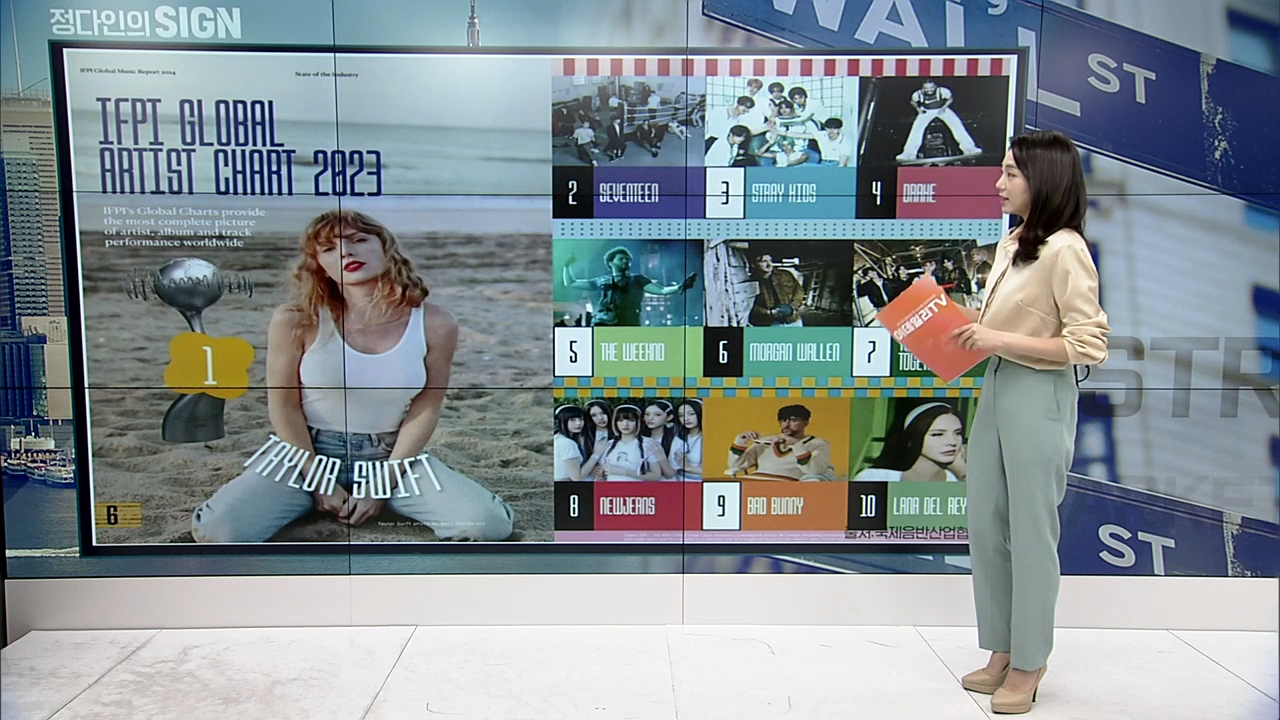 정다인의SIGN
WALL ST
IFPI Global Music Report 2024
State of the Industry
IFPI GLOBAL
ARTIST CHART 2023
IFPI's Global Charts provide
the most complete picture
of artist, album and track
performance worldwide
1
TAYLOR SWIFT
6
2 SEVENTEEN
3 STRAY KIDS
4 DRAKE
5 THE WEEKND
6 MORGAN WALLEN
7
8 NEWJEANS
9 BAD BUNNY
10 LANA DEL REY
출처:국제음반산업협
이데일리TV
STR
ST